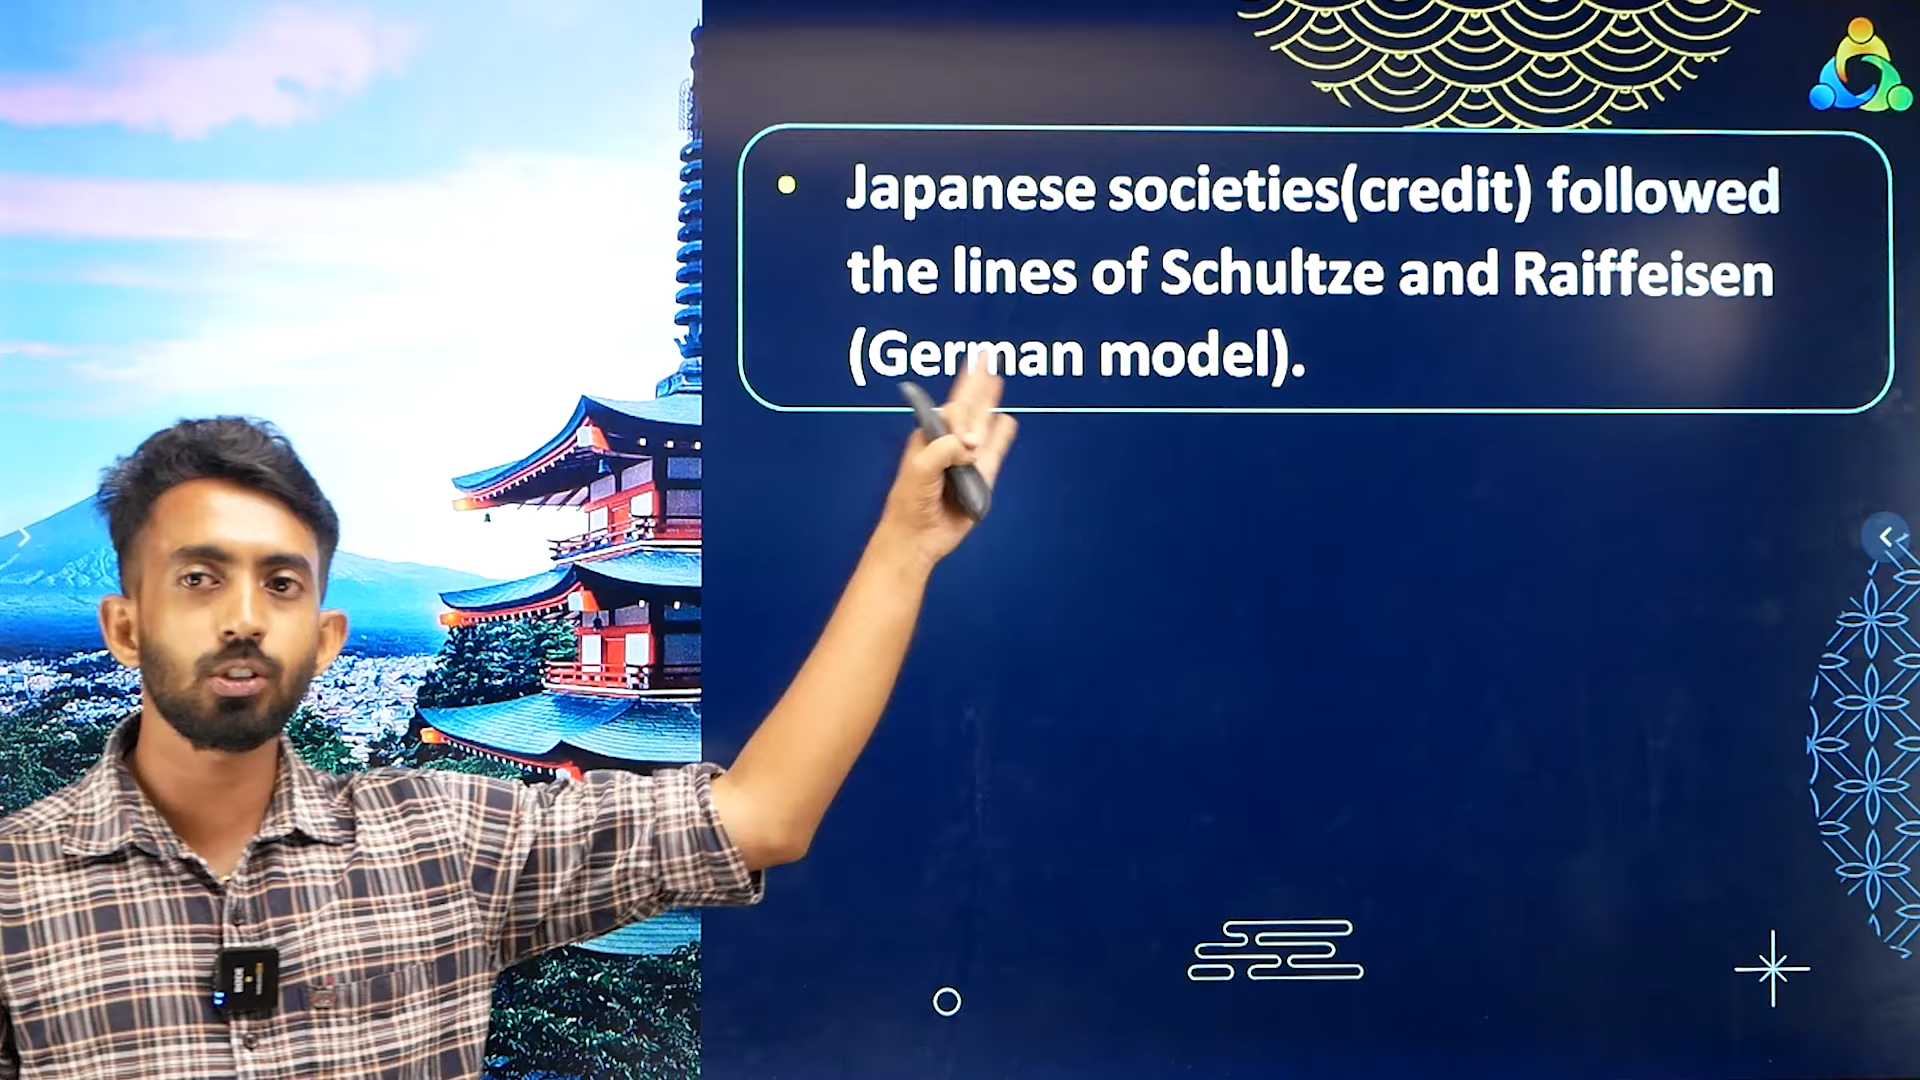 Japanese societies(credit) followed
the lines of Schultze and Raiffeisen
(German model).